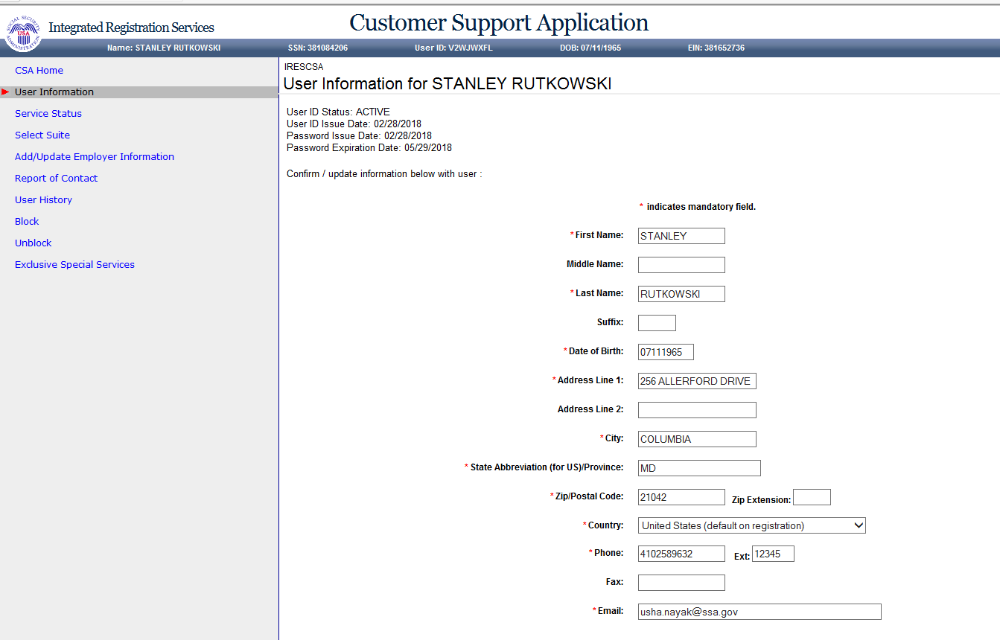 SOCIAL SECURITY ADMINISTRATION
USA
Integrated Registration Services
Customer Support Application
Name: STANLEY RUTKOWSKI SSN: 381084206 User ID: V2WJWXFL DOB: 07/11/1965 EIN: 381652736
CSA Home
User Information
Service Status
Select Suite
Add/Update Employer Information
Report of Contact
User History
Block
Unblock
Exclusive Special Services
IRESCSA
User Information for STANLEY RUTKOWSKI
User ID Status: ACTIVE
User ID Issue Date: 02/28/2018
Password Issue Date: 02/28/2018
Password Expiration Date: 05/29/2018
Confirm / update information below with user :
* indicates mandatory field.
*First Name: STANLEY
Middle Name:
*Last Name: RUTKOWSKI
Suffix:
*Date of Birth: 07111965
*Address Line 1: 256 ALLERFORD DRIVE
Address Line 2:
*City: COLUMBIA
*State Abbreviation (for US)/Province: MD
*Zip/Postal Code: 21042 Zip Extension:
*Country: United States (default on registration)
*Phone: 4102589632 Ext: 12345
Fax:
*Email: usha.nayak@ssa.gov